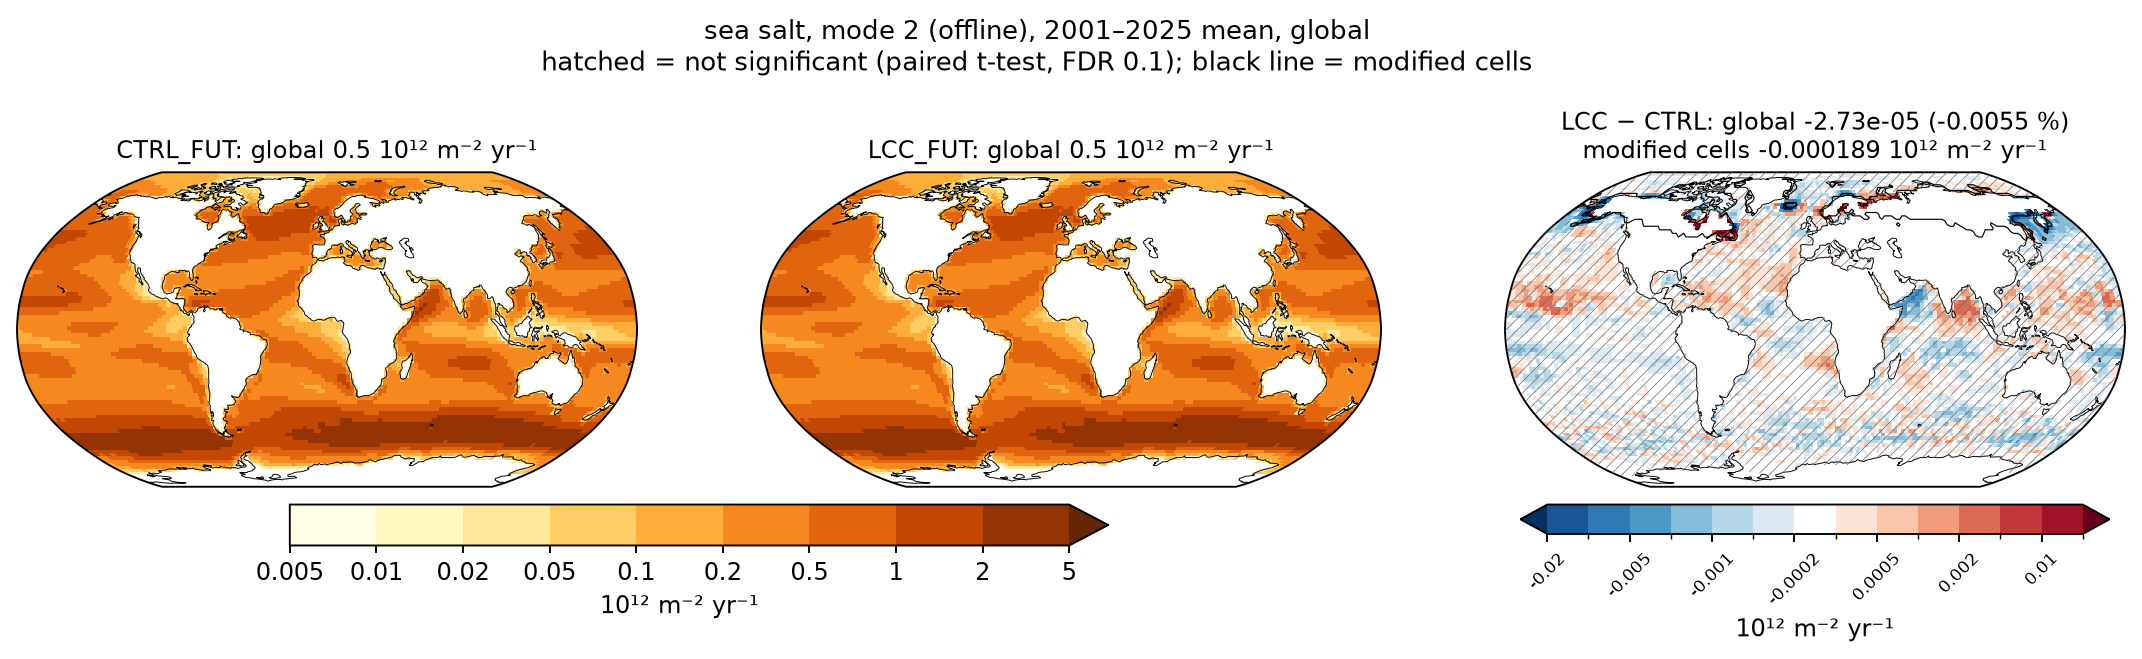 sea salt, mode 2 (offline), 2001–2025 mean, global
hatched = not significant (paired t-test, FDR 0.1); black line = modified cells
CTRL_FUT: global 0.5 10¹² m⁻² yr⁻¹
LCC_FUT: global 0.5 10¹² m⁻² yr⁻¹
LCC − CTRL: global -2.73e-05 (-0.0055 %)
modified cells -0.000189 10¹² m⁻² yr⁻¹
0.005 0.01 0.02 0.05 0.1 0.2 0.5 1 2 5
10¹² m⁻² yr⁻¹
-0.02 -0.005 -0.001 -0.0002 0.0005 0.002 0.01
10¹² m⁻² yr⁻¹